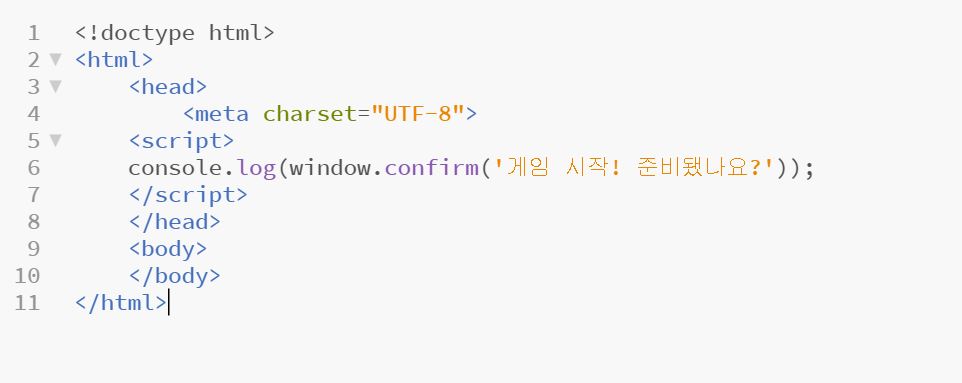 1 <!doctype html>
2 ▼ <html>
3 ▼ <head>
4 <meta charset="UTF-8">
5 ▼ <script>
6 console.log(window.confirm('게임 시작! 준비됐나요?'));
7 </script>
8 </head>
9 <body>
10 </body>
11 </html>